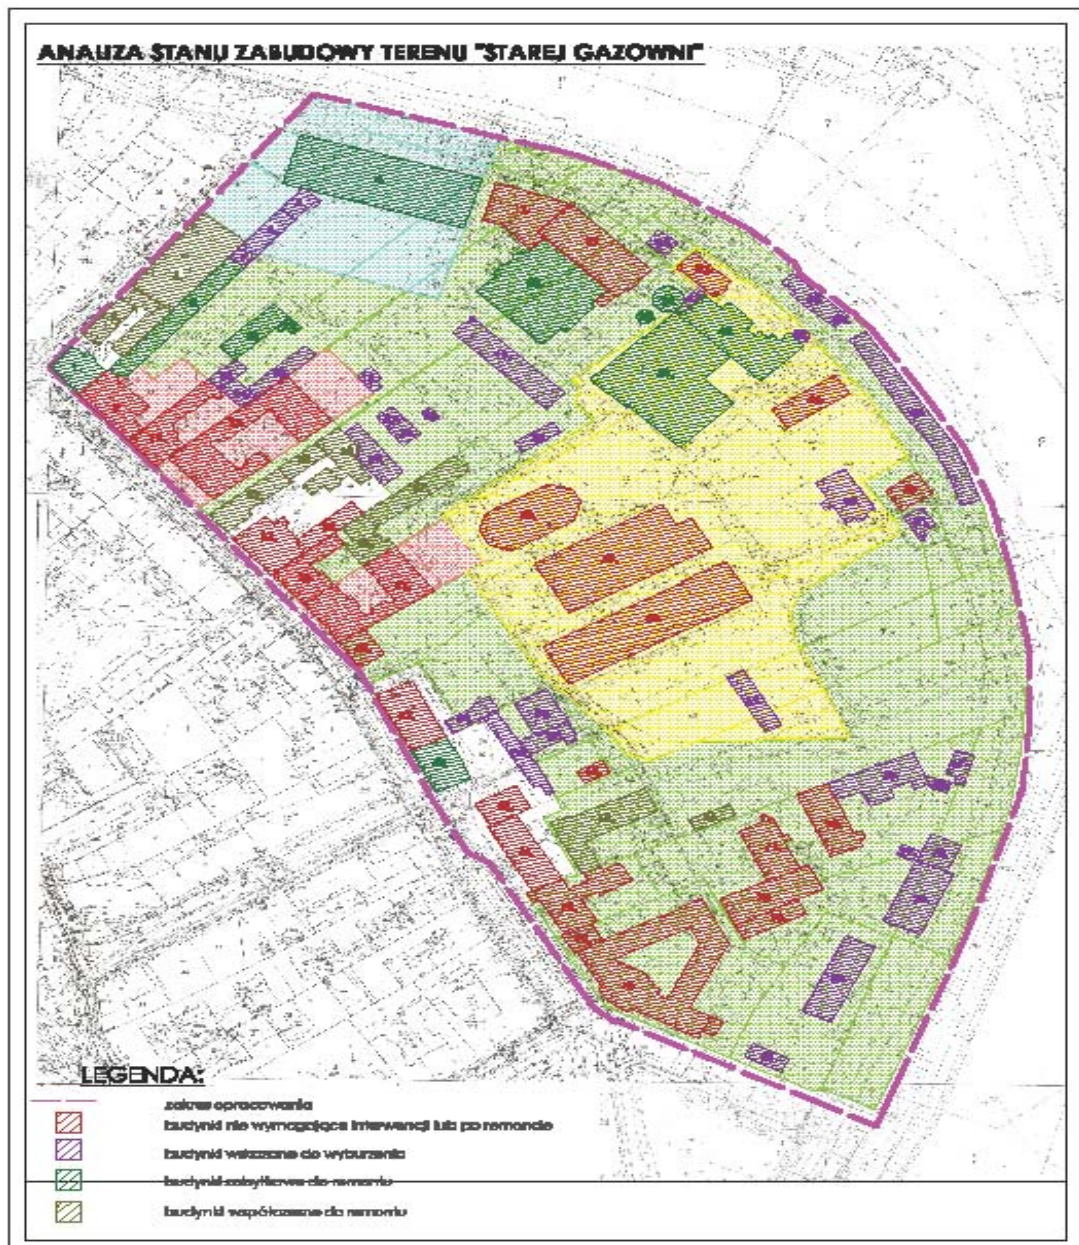 ANALIZA STANU ZABUDOWY TERENU "STAREJ GAZOWNI"
LEGENDA:
zakres opracowania
budynki nie wymagające interwencji lub po remoncie
budynki wskazane do wyburzenia
budynki zabytkowe do remontu
budynki współczesne do remontu